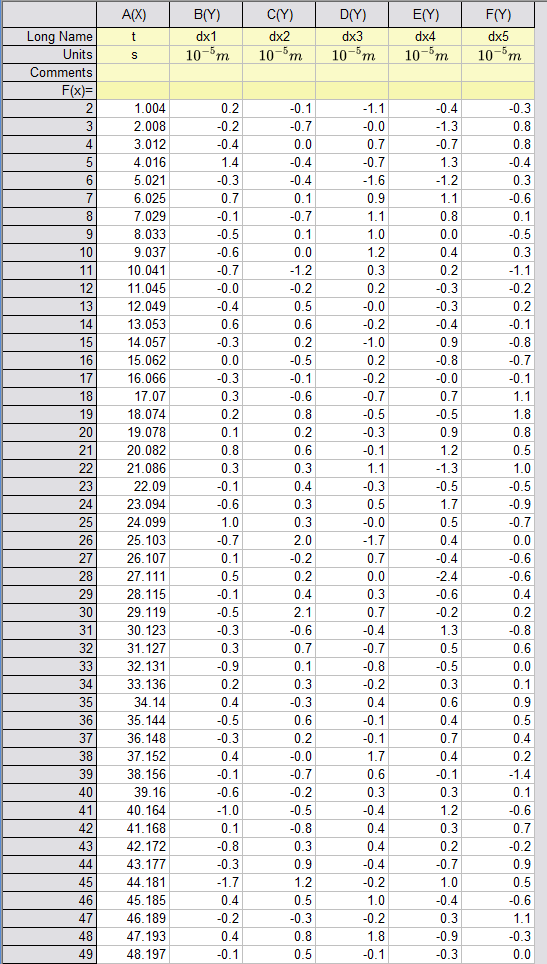 A(X) B(Y) C(Y) D(Y) E(Y) F(Y)
Long Name t dx1 dx2 dx3 dx4 dx5
Units s 10⁻⁵m 10⁻⁵m 10⁻⁵m 10⁻⁵m 10⁻⁵m
Comments
F(x)=
2 1.004 0.2 -0.1 -1.1 -0.4 -0.3
3 2.008 -0.2 -0.7 -0.0 -1.3 0.8
4 3.012 -0.4 0.0 0.7 -0.7 0.8
5 4.016 1.4 -0.4 -0.7 1.3 -0.4
6 5.021 -0.3 -0.4 -1.6 -1.2 0.3
7 6.025 0.7 0.1 0.9 1.1 -0.6
8 7.029 -0.1 -0.7 1.1 0.8 0.1
9 8.033 -0.5 0.1 1.0 0.0 -0.5
10 9.037 -0.6 0.0 1.2 0.4 0.3
11 10.041 -0.7 -1.2 0.3 0.2 -1.1
12 11.045 -0.0 -0.2 0.2 -0.3 -0.2
13 12.049 -0.4 0.5 -0.0 -0.3 0.2
14 13.053 0.6 0.6 -0.2 -0.4 -0.1
15 14.057 -0.3 0.2 -1.0 0.9 -0.8
16 15.062 0.0 -0.5 0.2 -0.8 -0.7
17 16.066 -0.3 -0.1 -0.2 -0.0 -0.1
18 17.07 0.3 -0.6 -0.7 0.7 1.1
19 18.074 0.2 0.8 -0.5 -0.5 1.8
20 19.078 0.1 0.2 -0.3 0.9 0.8
21 20.082 0.8 0.6 -0.1 1.2 0.5
22 21.086 0.3 0.3 1.1 -1.3 1.0
23 22.09 -0.1 0.4 -0.3 -0.5 -0.5
24 23.094 -0.6 0.3 0.5 1.7 -0.9
25 24.099 1.0 0.3 -0.0 0.5 -0.7
26 25.103 -0.7 2.0 -1.7 0.4 0.0
27 26.107 0.1 -0.2 0.7 -0.4 -0.6
28 27.111 0.5 0.2 0.0 -2.4 -0.6
29 28.115 -0.1 0.4 0.3 -0.6 0.4
30 29.119 -0.5 2.1 0.7 -0.2 0.2
31 30.123 -0.3 -0.6 -0.4 1.3 -0.8
32 31.127 0.3 0.7 -0.7 0.5 0.6
33 32.131 -0.9 0.1 -0.8 -0.5 0.0
34 33.136 0.2 0.3 -0.2 0.3 0.1
35 34.14 0.4 -0.3 0.4 0.6 0.9
36 35.144 -0.5 0.6 -0.1 0.4 0.5
37 36.148 -0.3 0.2 -0.1 0.7 0.4
38 37.152 0.4 -0.0 1.7 0.4 0.2
39 38.156 -0.1 -0.7 0.6 -0.1 -1.4
40 39.16 -0.6 -0.2 0.3 0.3 0.1
41 40.164 -1.0 -0.5 -0.4 1.2 -0.6
42 41.168 0.1 -0.8 0.4 0.3 0.7
43 42.172 -0.8 0.3 0.4 0.2 -0.2
44 43.177 -0.3 0.9 -0.4 -0.7 0.9
45 44.181 -1.7 1.2 -0.2 1.0 0.5
46 45.185 0.4 0.5 1.0 -0.4 -0.6
47 46.189 -0.2 -0.3 -0.2 0.3 1.1
48 47.193 0.4 0.8 1.8 -0.9 -0.3
49 48.197 -0.1 0.5 -0.1 -0.3 0.0